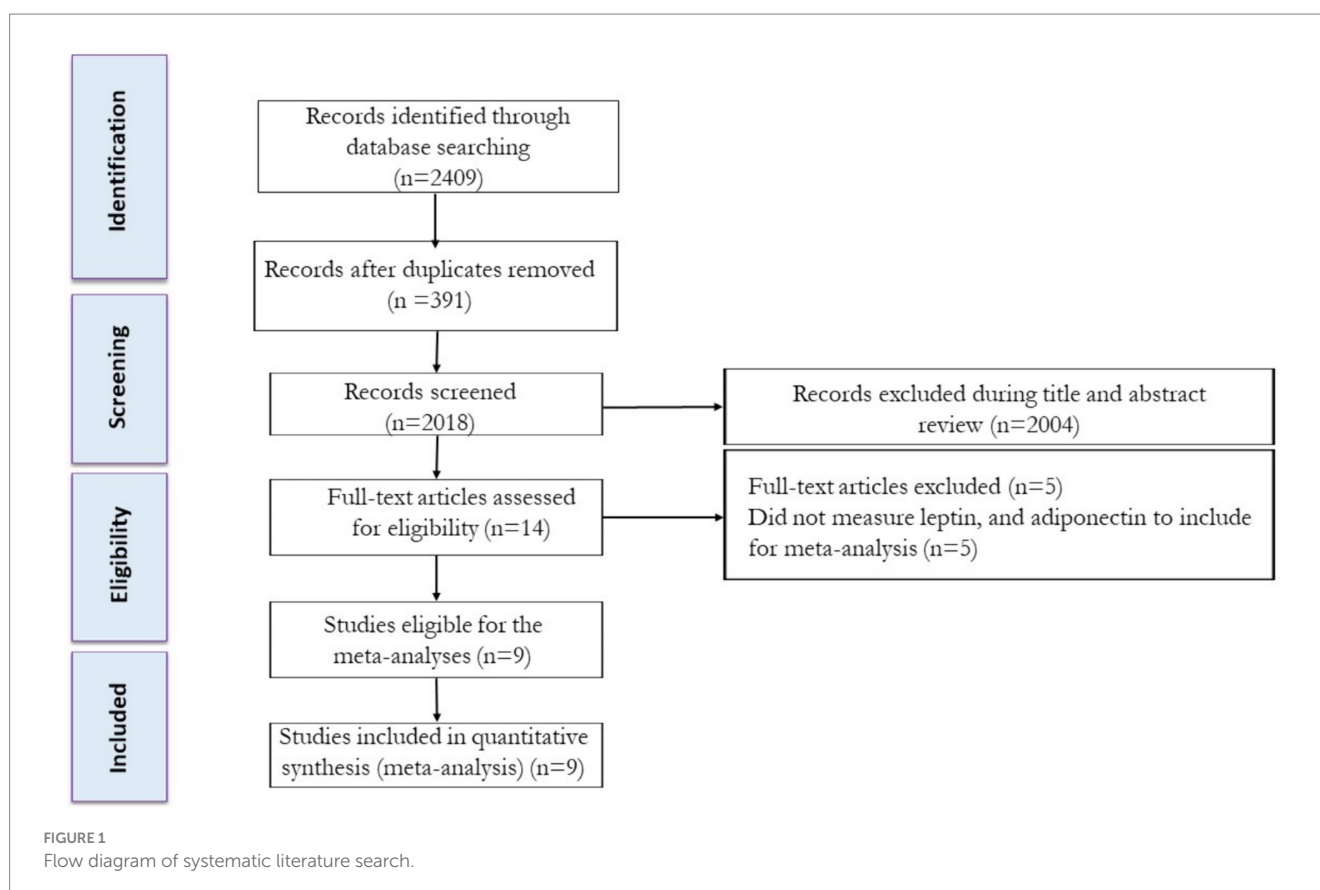 Identification
Records identified through
database searching
(n=2409)
Records after duplicates removed
(n =391)
Screening
Records screened
(n=2018)
Records excluded during title and abstract
review (n=2004)
Eligibility
Full-text articles assessed
for eligibility (n=14)
Full-text articles excluded (n=5)
Did not measure leptin, and adiponectin to include
for meta-analysis (n=5)
Studies eligible for the
meta-analyses (n=9)
Included
Studies included in quantitative
synthesis (meta-analysis) (n=9)
FIGURE 1
Flow diagram of systematic literature search.